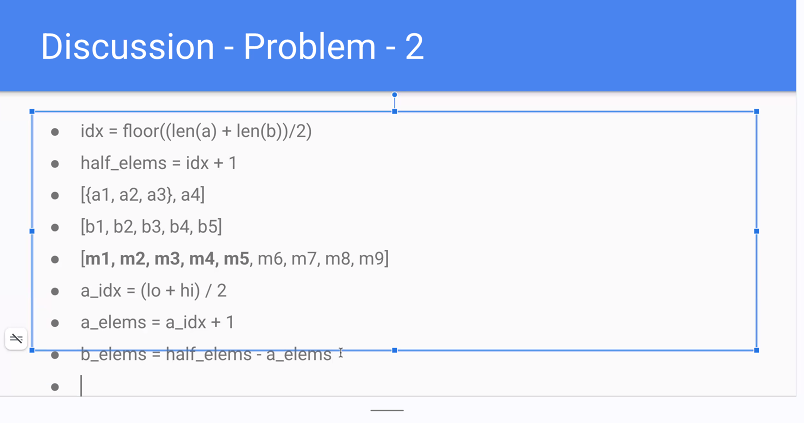 Discussion - Problem - 2
● idx = floor((len(a) + len(b))/2)
● half_elems = idx + 1
● [{a1, a2, a3}, a4]
● [b1, b2, b3, b4, b5]
● [m1, m2, m3, m4, m5, m6, m7, m8, m9]
● a_idx = (lo + hi) / 2
● a_elems = a_idx + 1
● b_elems = half_elems - a_elems
●